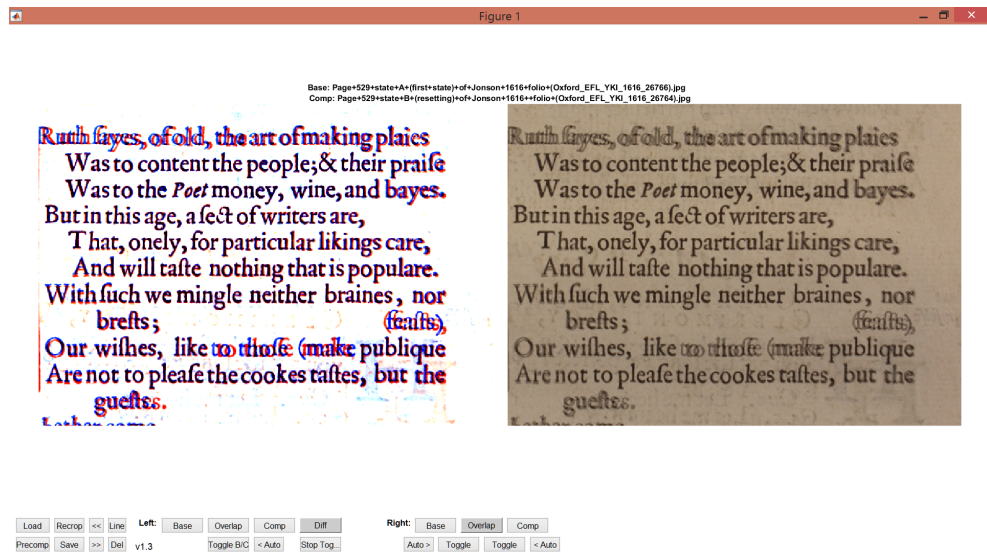 Figure 1
Base: Page+529+state+A+(first+state)+of+Jonson+1616+folio+(Oxford_EFL_YKI_1616_26766).jpg
Comp: Page+529+state+B+(resetting)+of+Jonson+1616++folio+(Oxford_EFL_YKI_1616_26764).jpg
Ruth ſayes, of old, the art of making plaies
Was to content the people; & their praiſe
Was to the Poet money, wine, and bayes.
But in this age, a ſect of writers are,
That, onely, for particular likings care,
And will taſte nothing that is populare.
With ſuch we mingle neither braines, nor
breſts; (feaſts),
Our wiſhes, like to thoſe (make publique
Are not to pleaſe the cookes taſtes, but the
gueſtes.
Ruth ſayes, of old, the art of making plaies
Was to content the people; & their praiſe
Was to the Poet money, wine, and bayes.
But in this age, a ſect of writers are,
That, onely, for particular likings care,
And will taſte nothing that is populare.
With ſuch we mingle neither braines, nor
breſts; (feaſts),
Our wiſhes, like to thoſe (make publique
Are not to pleaſe the cookes taſtes, but the
gueſtes.
Load Recrop << Line Left: Base Overlap Comp Diff Right: Base Overlap Comp
Precomp Save >> Del v1.3 Toggle B/C < Auto Stop Tog... Auto > Toggle Toggle < Auto